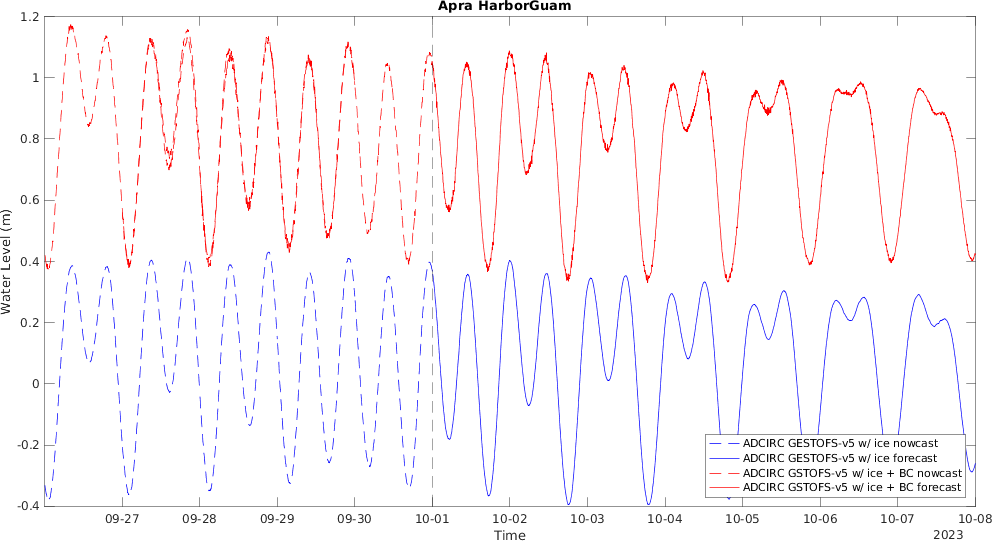 Apra HarborGuam
1.2
1
0.8
0.6
0.4
0.2
0
-0.2
-0.4
Water Level (m)
09-27 09-28 09-29 09-30 10-01 10-02 10-03 10-04 10-05 10-06 10-07 10-08
Time
2023
ADCIRC GESTOFS-v5 w/ ice nowcast
ADCIRC GESTOFS-v5 w/ ice forecast
ADCIRC GSTOFS-v5 w/ ice + BC nowcast
ADCIRC GSTOFS-v5 w/ ice + BC forecast